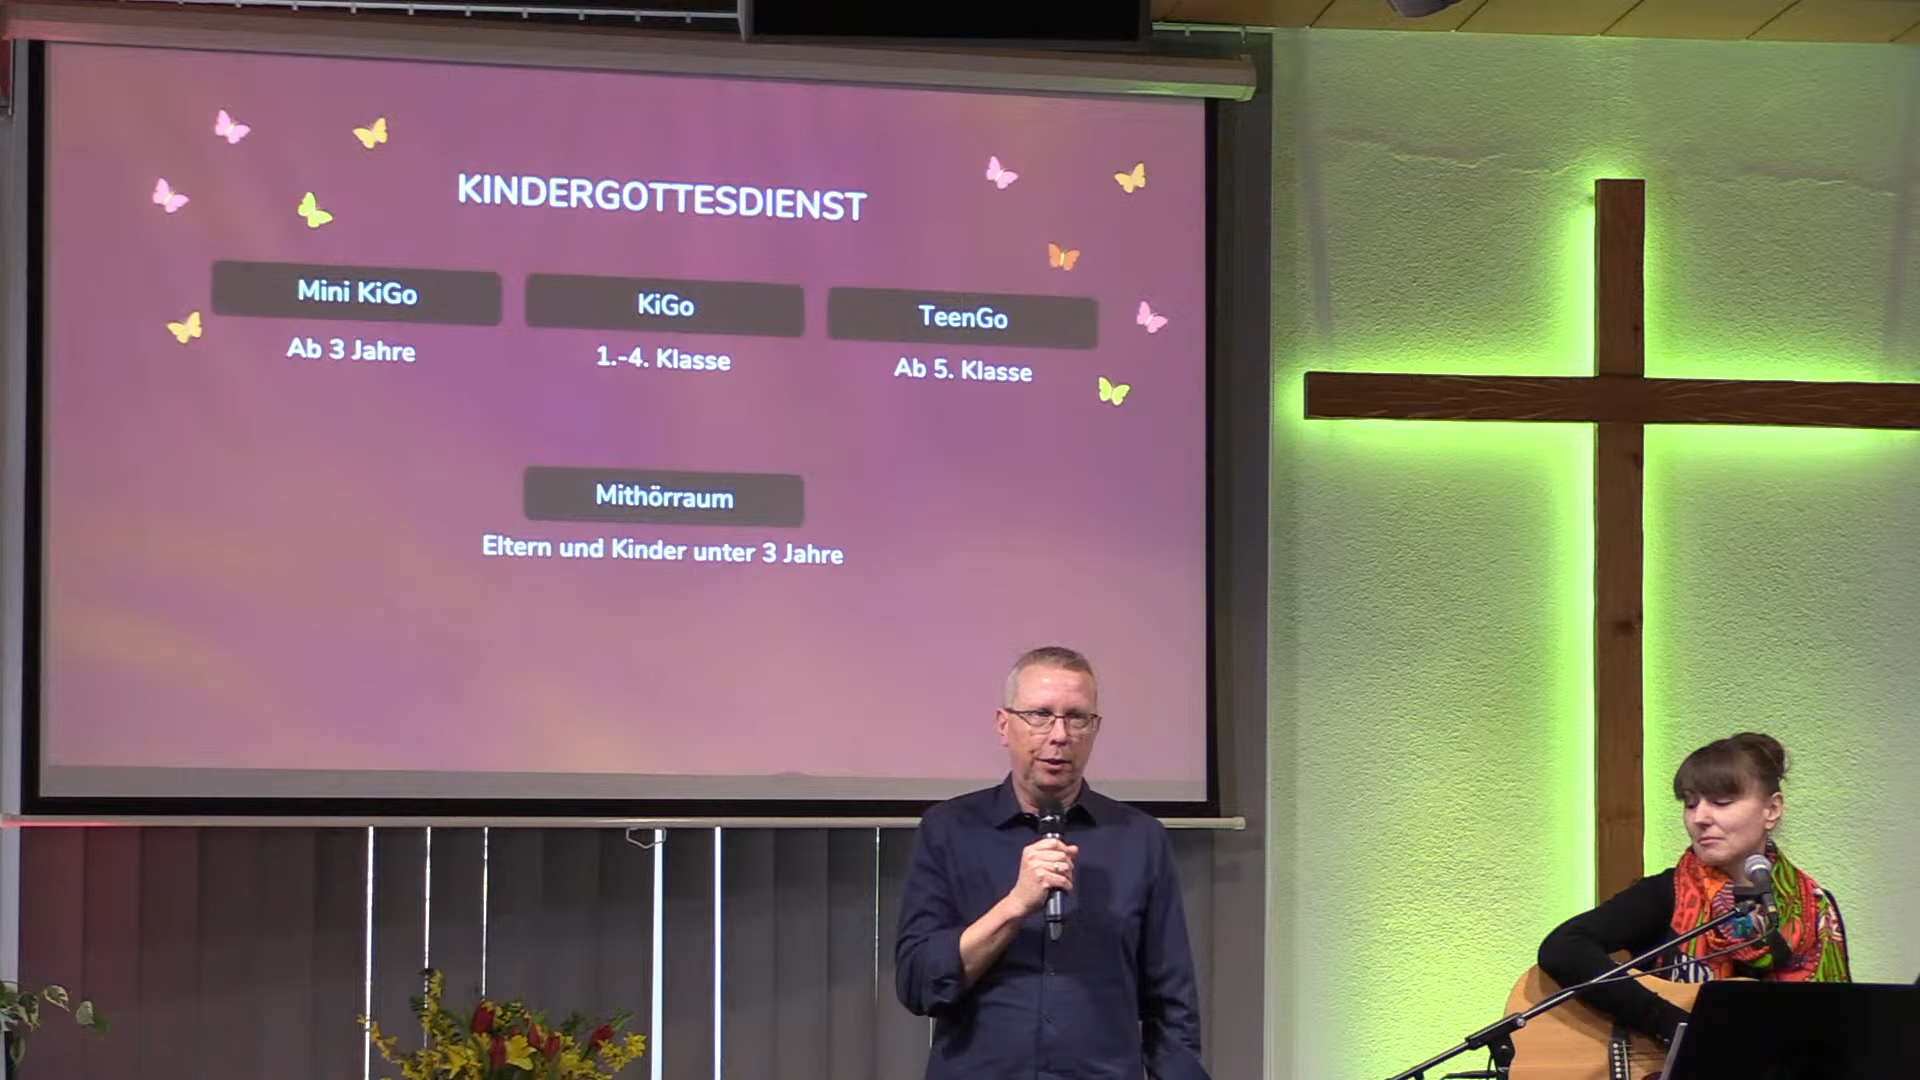 KINDERGOTTESDIENST
Mini KiGo
KiGo
TeenGo
Ab 3 Jahre
1.-4. Klasse
Ab 5. Klasse
Mithörraum
Eltern und Kinder unter 3 Jahre